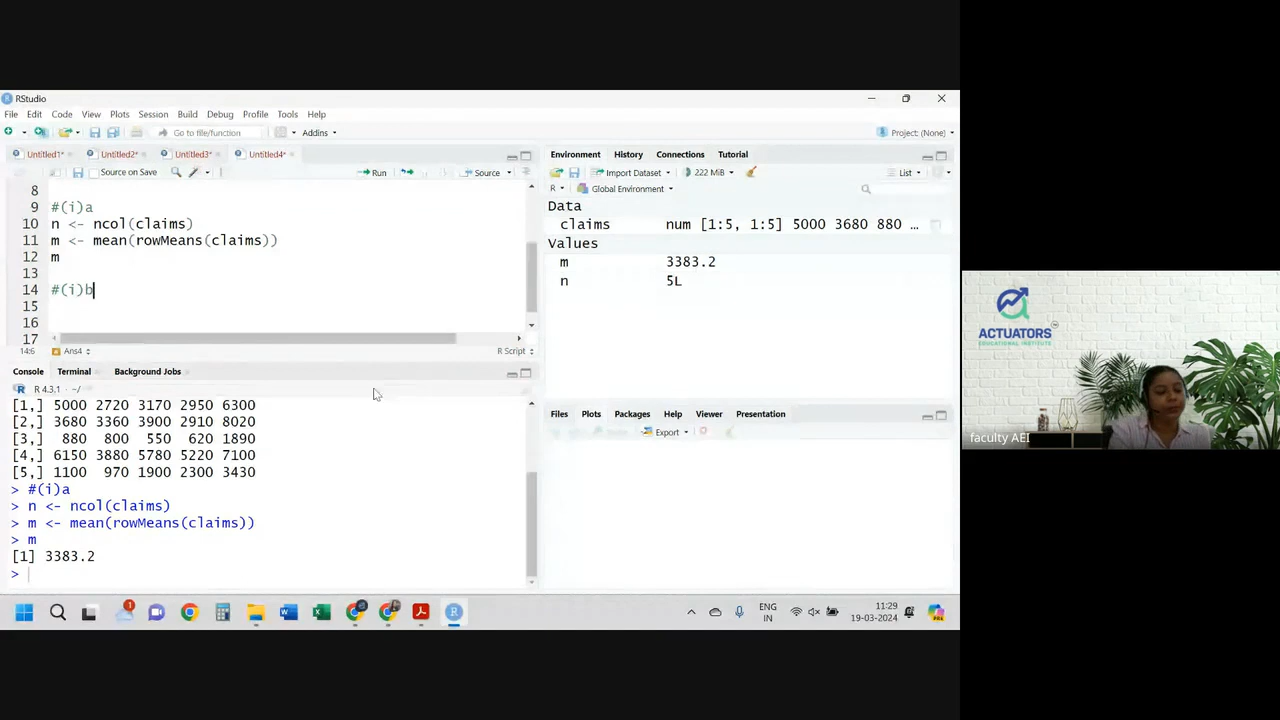 RStudio
File Edit Code View Plots Session Build Debug Profile Tools Help
Go to file/function
Addins
Project: (None)
Untitled1*
Untitled2*
Untitled3*
Untitled4*
Source on Save
Run
Source
8
9 #(i)a
10 n <- ncol(claims)
11 m <- mean(rowMeans(claims))
12 m
13
14 #(i)b
15
16
17
14:6 Ans4 R Script
Console Terminal Background Jobs
R 4.3.1 · ~/
[1,] 5000 2720 3170 2950 6300
[2,] 3680 3360 3900 2910 8020
[3,] 880 800 550 620 1890
[4,] 6150 3880 5780 5220 7100
[5,] 1100 970 1900 2300 3430
> #(i)a
> n <- ncol(claims)
> m <- mean(rowMeans(claims))
> m
[1] 3383.2
>
Environment History Connections Tutorial
Import Dataset 222 MiB List
R Global Environment
Data
claims num [1:5, 1:5] 5000 3680 880 ...
Values
m 3383.2
n 5L
Files Plots Packages Help Viewer Presentation
Export
ACTUATORS
EDUCATIONAL INSTITUTE
faculty AEI
1
ENG
IN
11:29
19-03-2024